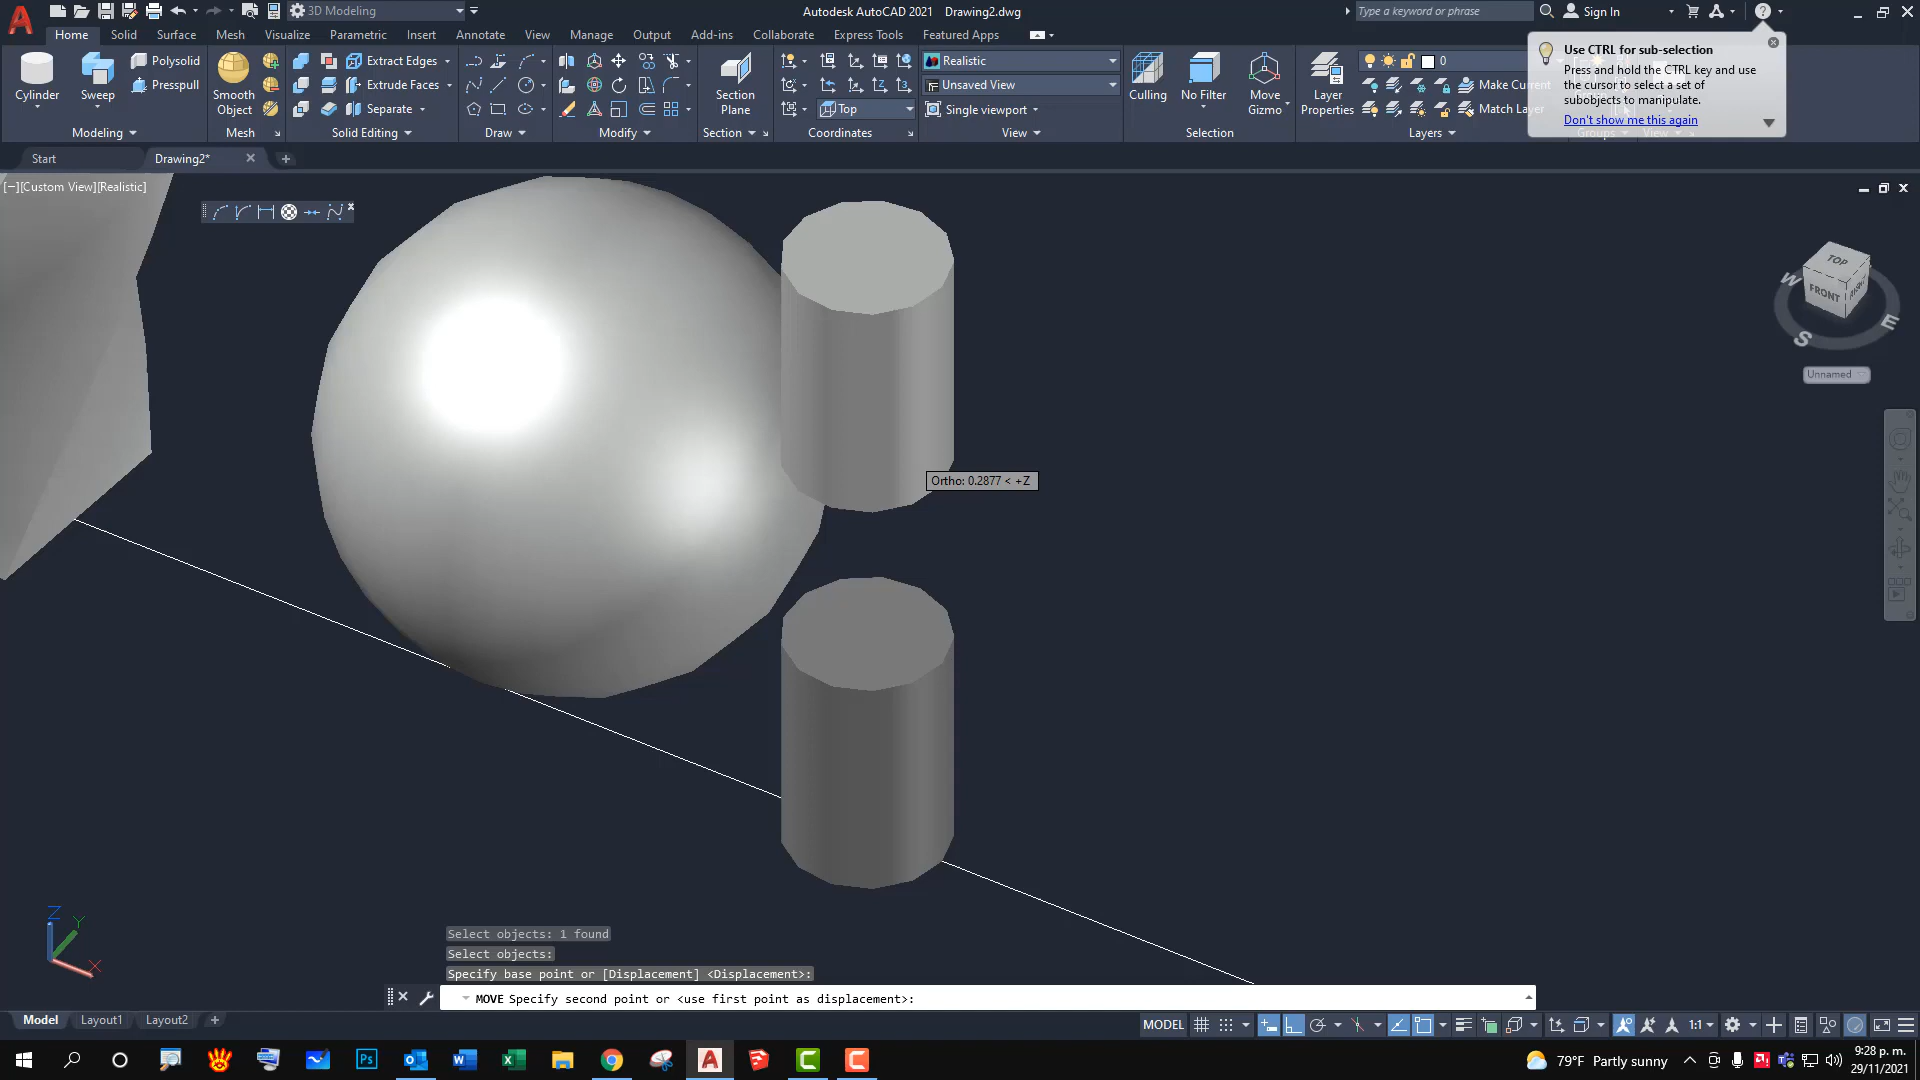 3D Modeling
Autodesk AutoCAD 2021 Drawing2.dwg
Type a keyword or phrase
Sign In
Home Solid Surface Mesh Visualize Parametric Insert Annotate View Manage Output Add-ins Collaborate Express Tools Featured Apps
Cylinder
Sweep
Polysolid
Presspull
Modeling
Smooth
Object
Mesh
Extract Edges
Extrude Faces
Separate
Solid Editing
Draw
Modify
Section
Plane
Section
Top
Coordinates
Realistic
Unsaved View
Single viewport
View
Culling
No Filter
Move
Gizmo
Selection
Layer
Properties
0
Make Current
Match Layer
Layers
Groups
View
Use CTRL for sub-selection
Press and hold the CTRL key and use
the cursor to select a set of
subobjects to manipulate.
Don't show me this again
Start
Drawing2*
[−][Custom View][Realistic]
TOP
FRONT
RIGHT
W
S
E
Unnamed
Ortho: 0.2877 < +Z
Z
Y
X
Select objects: 1 found
Select objects:
Specify base point or [Displacement] <Displacement>:
MOVE Specify second point or <use first point as displacement>:
Model Layout1 Layout2
MODEL
1:1
79°F Partly sunny
9:28 p. m.
29/11/2021